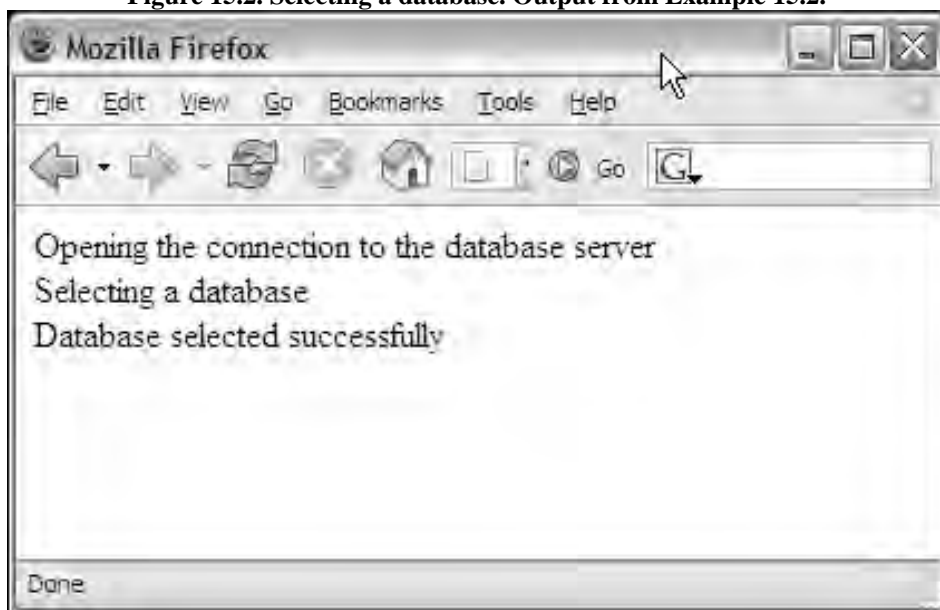 Figure 15.2. Selecting a database. Output from Example 15.2.
Mozilla Firefox
File Edit View Go Bookmarks Tools Help
Go G
Opening the connection to the database server
Selecting a database
Database selected successfully
Done